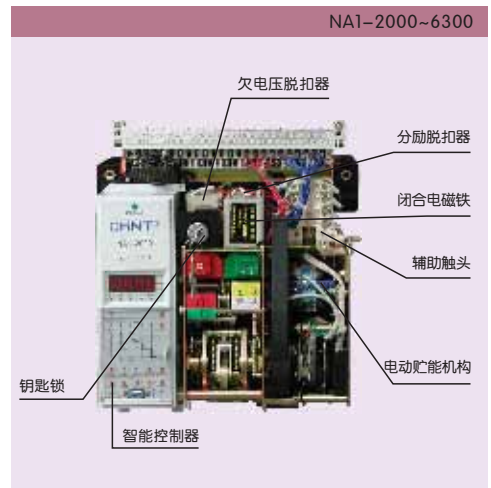 NA1-2000~6300
欠电压脱扣器
分励脱扣器
闭合电磁铁
CHNT
辅助触头
电动贮能机构
钥匙锁
智能控制器